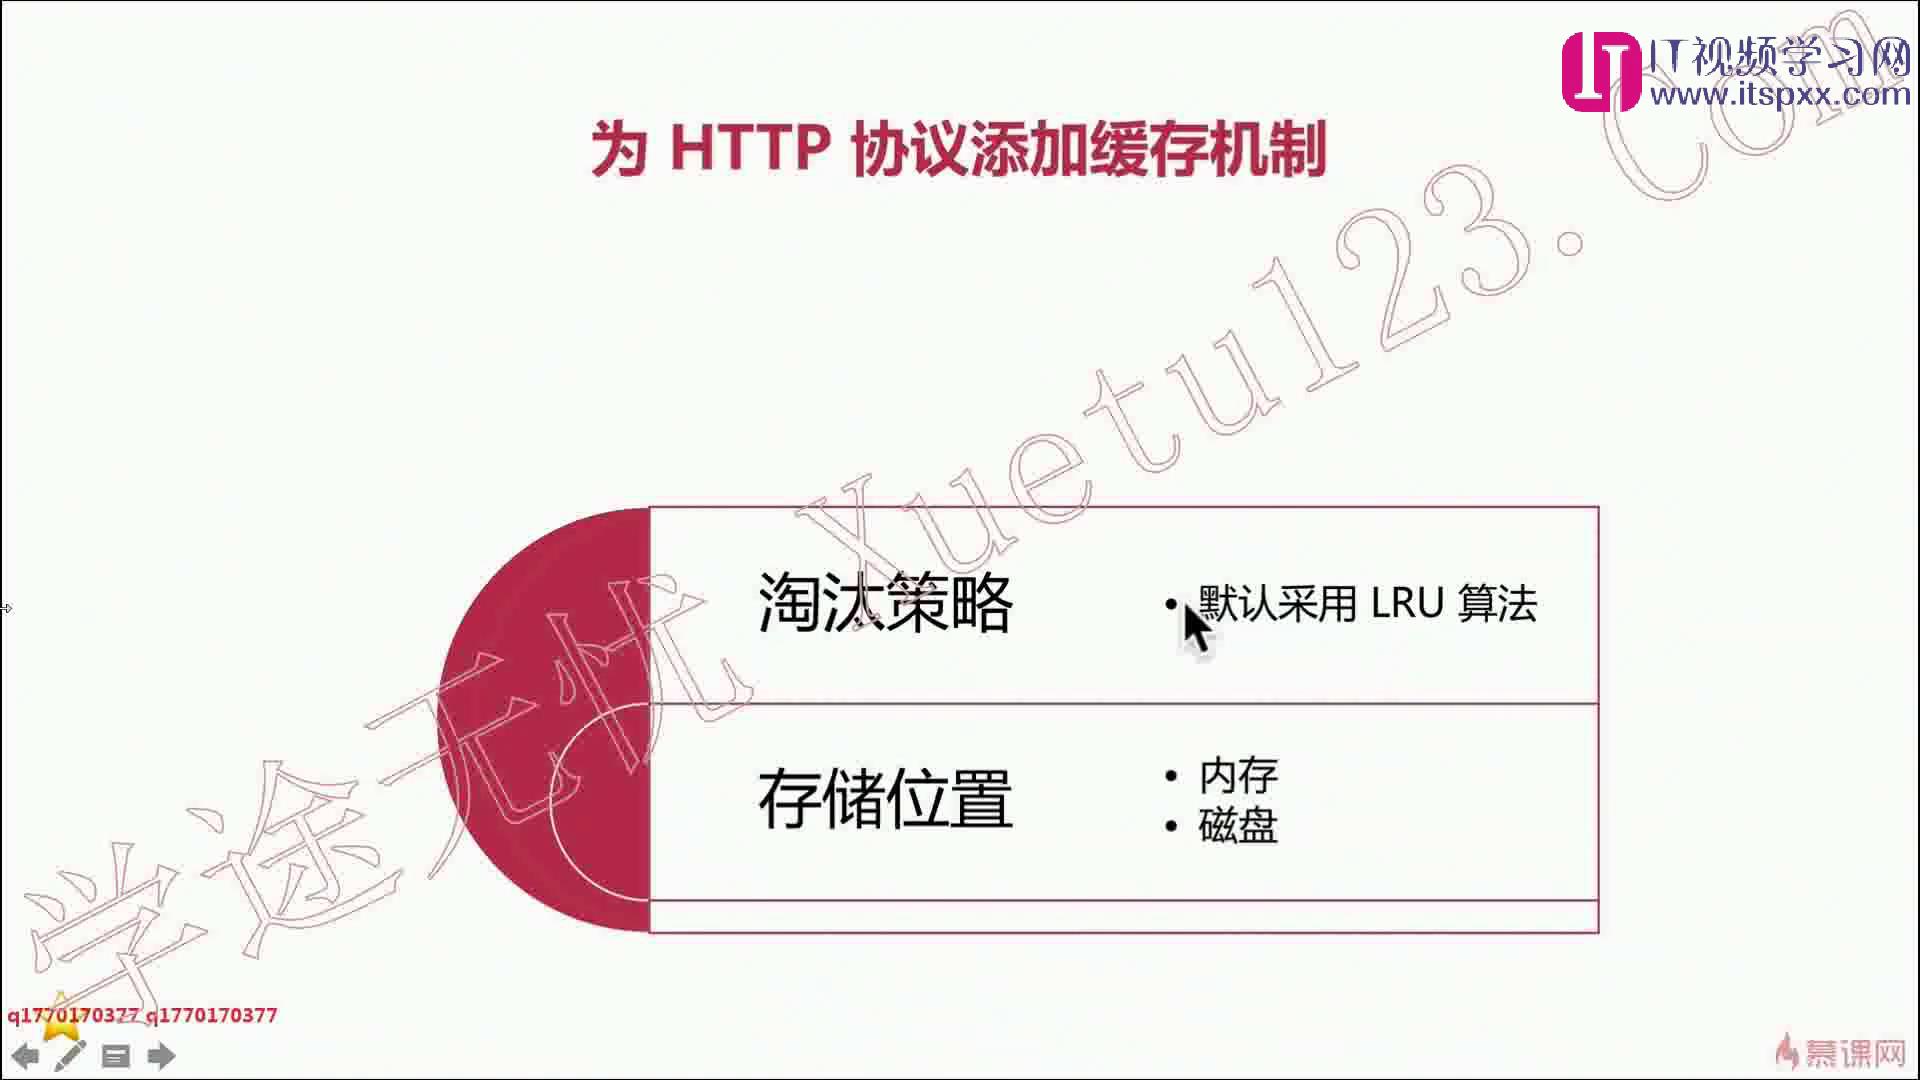 IT视频学习网
www.itspxx.com
为 HTTP 协议添加缓存机制
学途无忧 Xuetu123.Com
淘汰策略
• 默认采用 LRU 算法
存储位置
• 内存
• 磁盘
q1770170377 q1770170377
慕课网